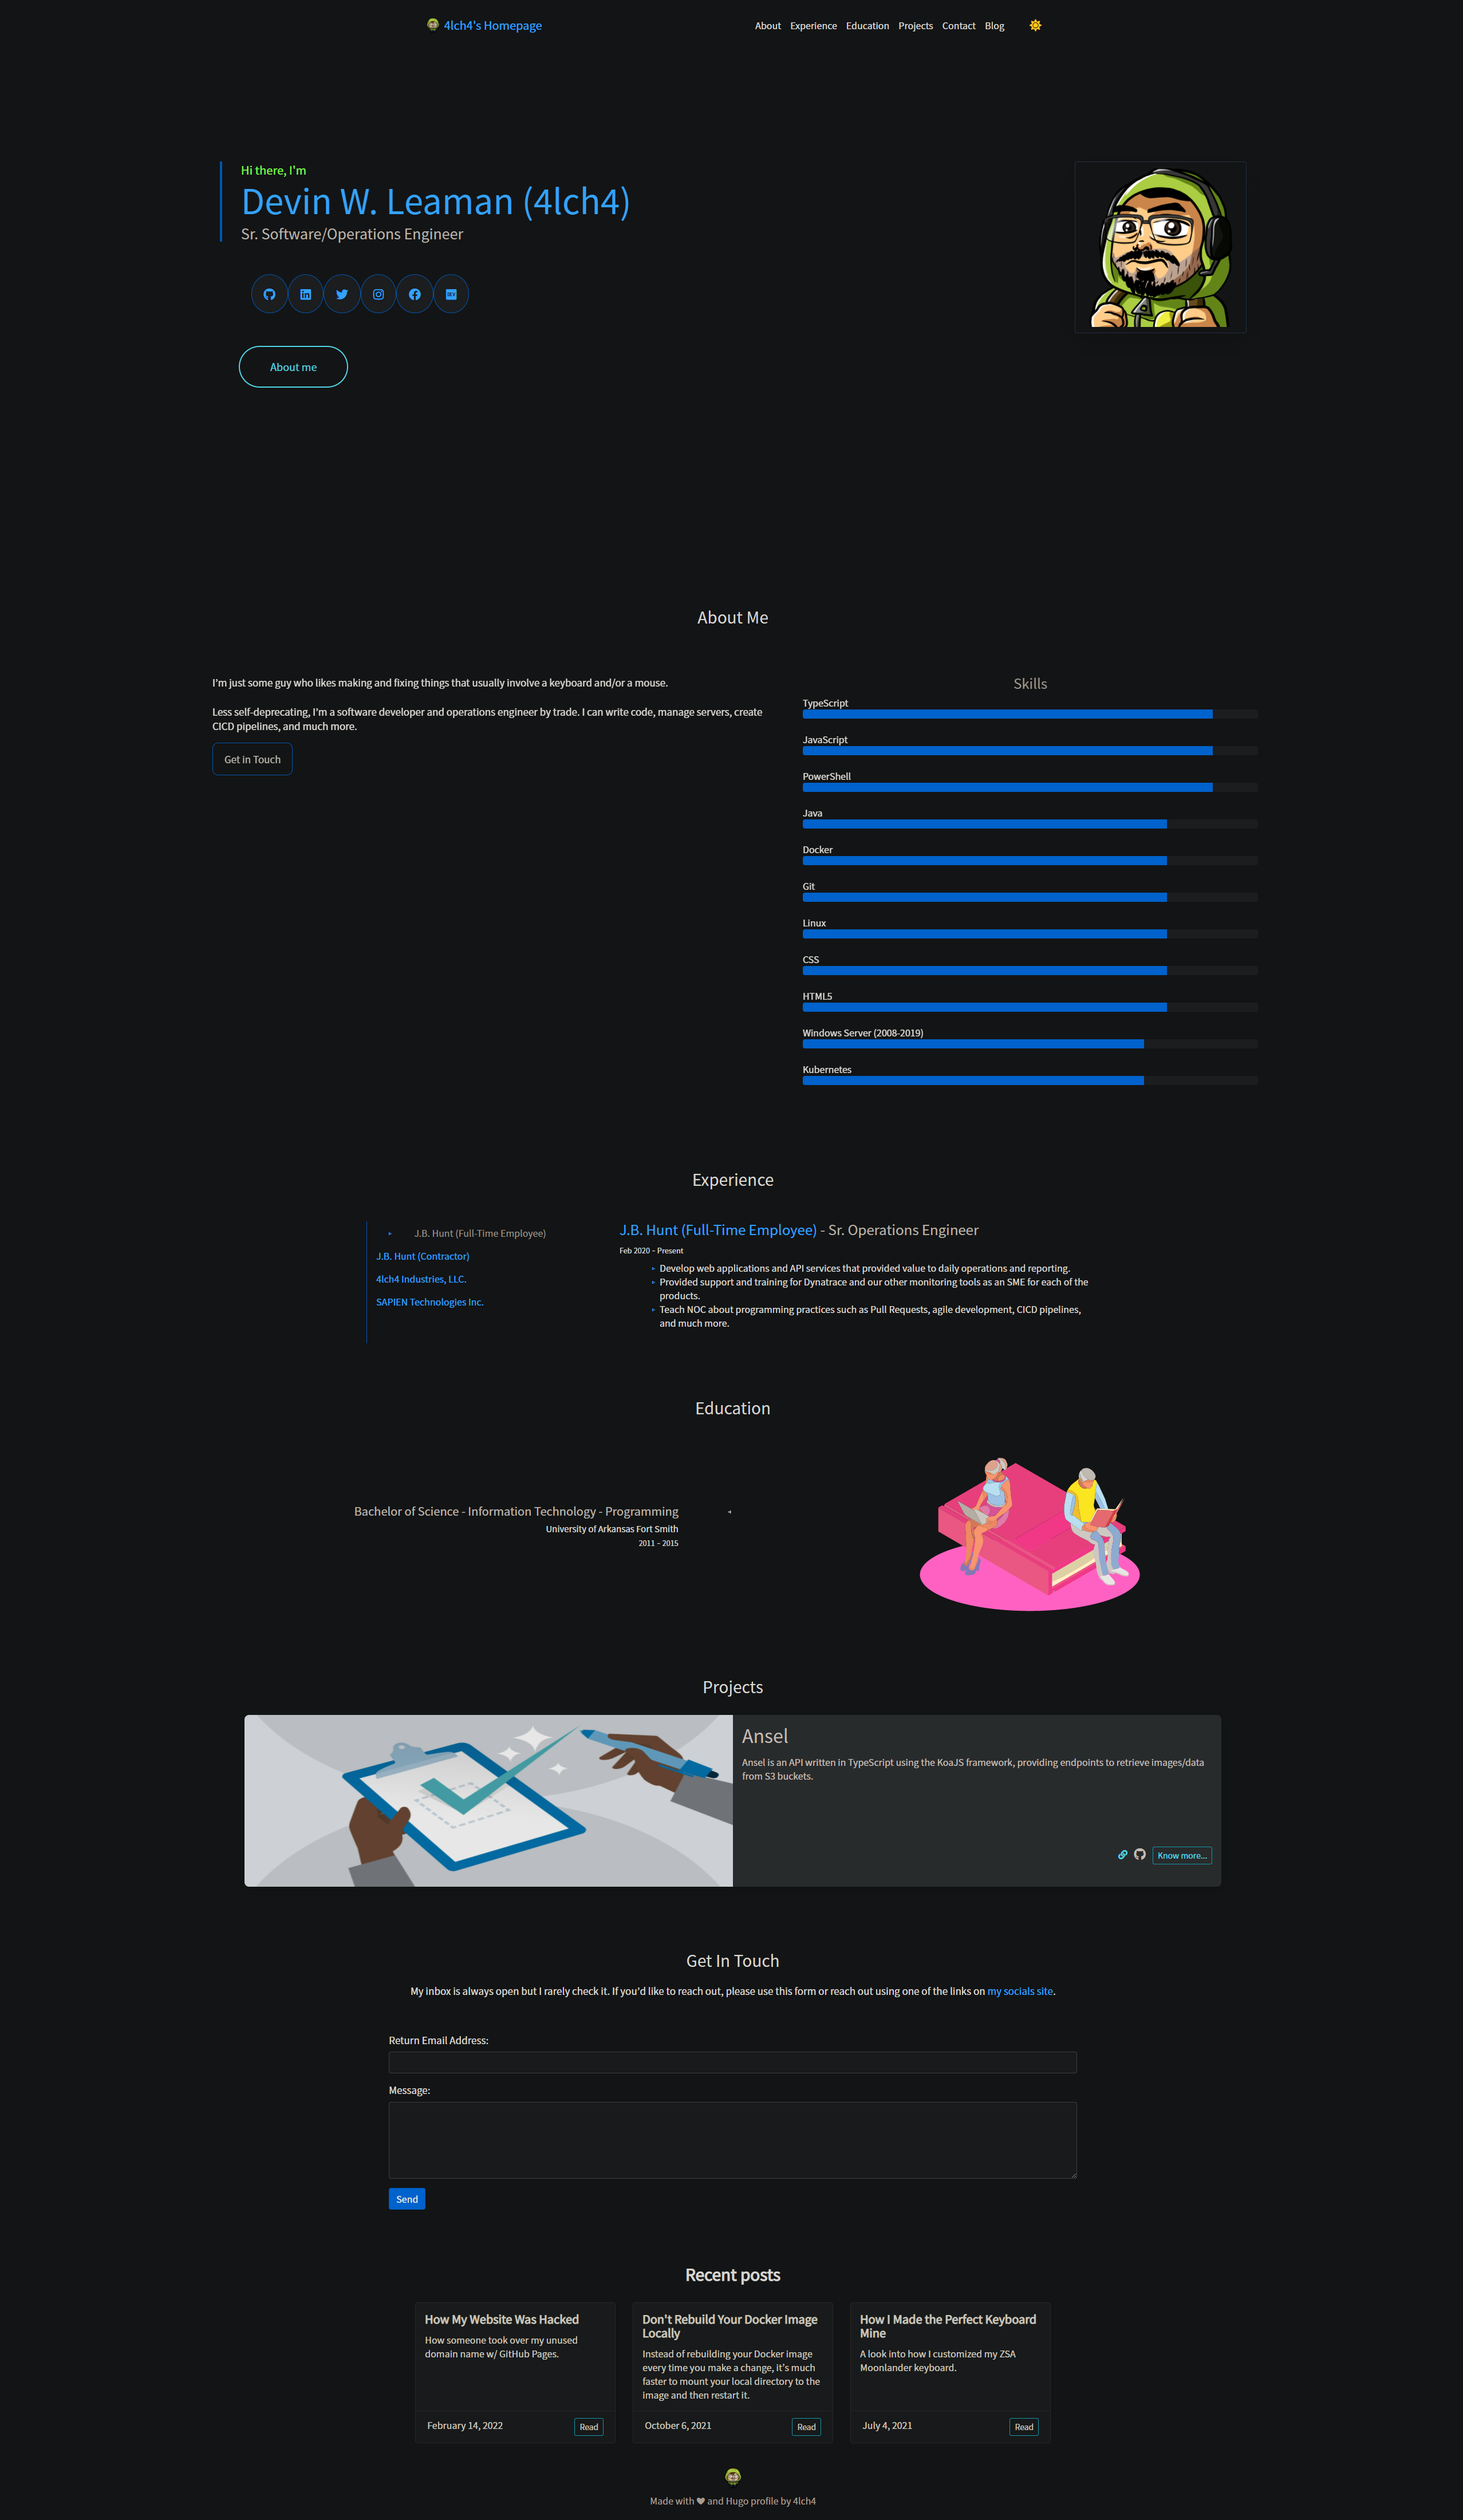 4lch4's Homepage
About Experience Education Projects Contact Blog
Hi there, I'm
Devin W. Leaman (4lch4)
Sr. Software/Operations Engineer
DEV
About me
About Me
I'm just some guy who likes making and fixing things that usually involve a keyboard and/or a mouse.
Less self-deprecating, I'm a software developer and operations engineer by trade. I can write code, manage servers, create
CICD pipelines, and much more.
Get in Touch
Skills
TypeScript
JavaScript
PowerShell
Java
Docker
Git
Linux
CSS
HTML5
Windows Server (2008-2019)
Kubernetes
Experience
J.B. Hunt (Full-Time Employee)
J.B. Hunt (Contractor)
4lch4 Industries, LLC.
SAPIEN Technologies Inc.
J.B. Hunt (Full-Time Employee) - Sr. Operations Engineer
Feb 2020 – Present
Develop web applications and API services that provided value to daily operations and reporting.
Provided support and training for Dynatrace and our other monitoring tools as an SME for each of the
products.
Teach NOC about programming practices such as Pull Requests, agile development, CICD pipelines,
and much more.
Education
Bachelor of Science - Information Technology - Programming
University of Arkansas Fort Smith
2011 – 2015
Projects
Ansel
Ansel is an API written in TypeScript using the KoaJS framework, providing endpoints to retrieve images/data
from S3 buckets.
Know more...
Get In Touch
My inbox is always open but I rarely check it. If you'd like to reach out, please use this form or reach out using one of the links on my socials site.
Return Email Address:
Message:
Send
Recent posts
How My Website Was Hacked
How someone took over my unused
domain name w/ GitHub Pages.
February 14, 2022
Read
Don't Rebuild Your Docker Image
Locally
Instead of rebuilding your Docker image
every time you make a change, it's much
faster to mount your local directory to the
image and then restart it.
October 6, 2021
Read
How I Made the Perfect Keyboard
Mine
A look into how I customized my ZSA
Moonlander keyboard.
July 4, 2021
Read
Made with ❤ and Hugo profile by 4lch4